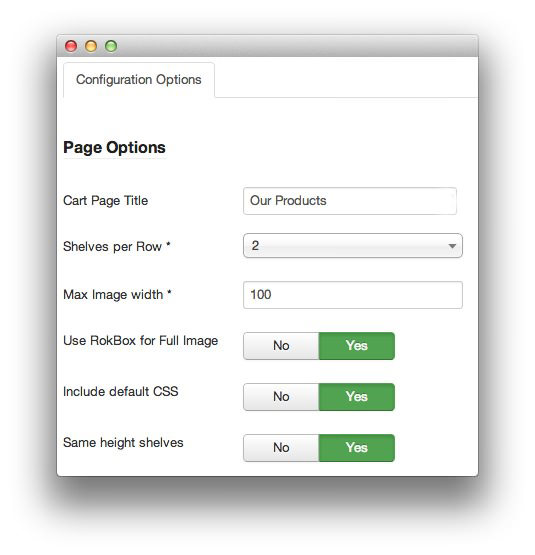 Configuration Options
Page Options
Cart Page Title Our Products
Shelves per Row * 2
Max Image width * 100
Use RokBox for Full Image No Yes
Include default CSS No Yes
Same height shelves No Yes